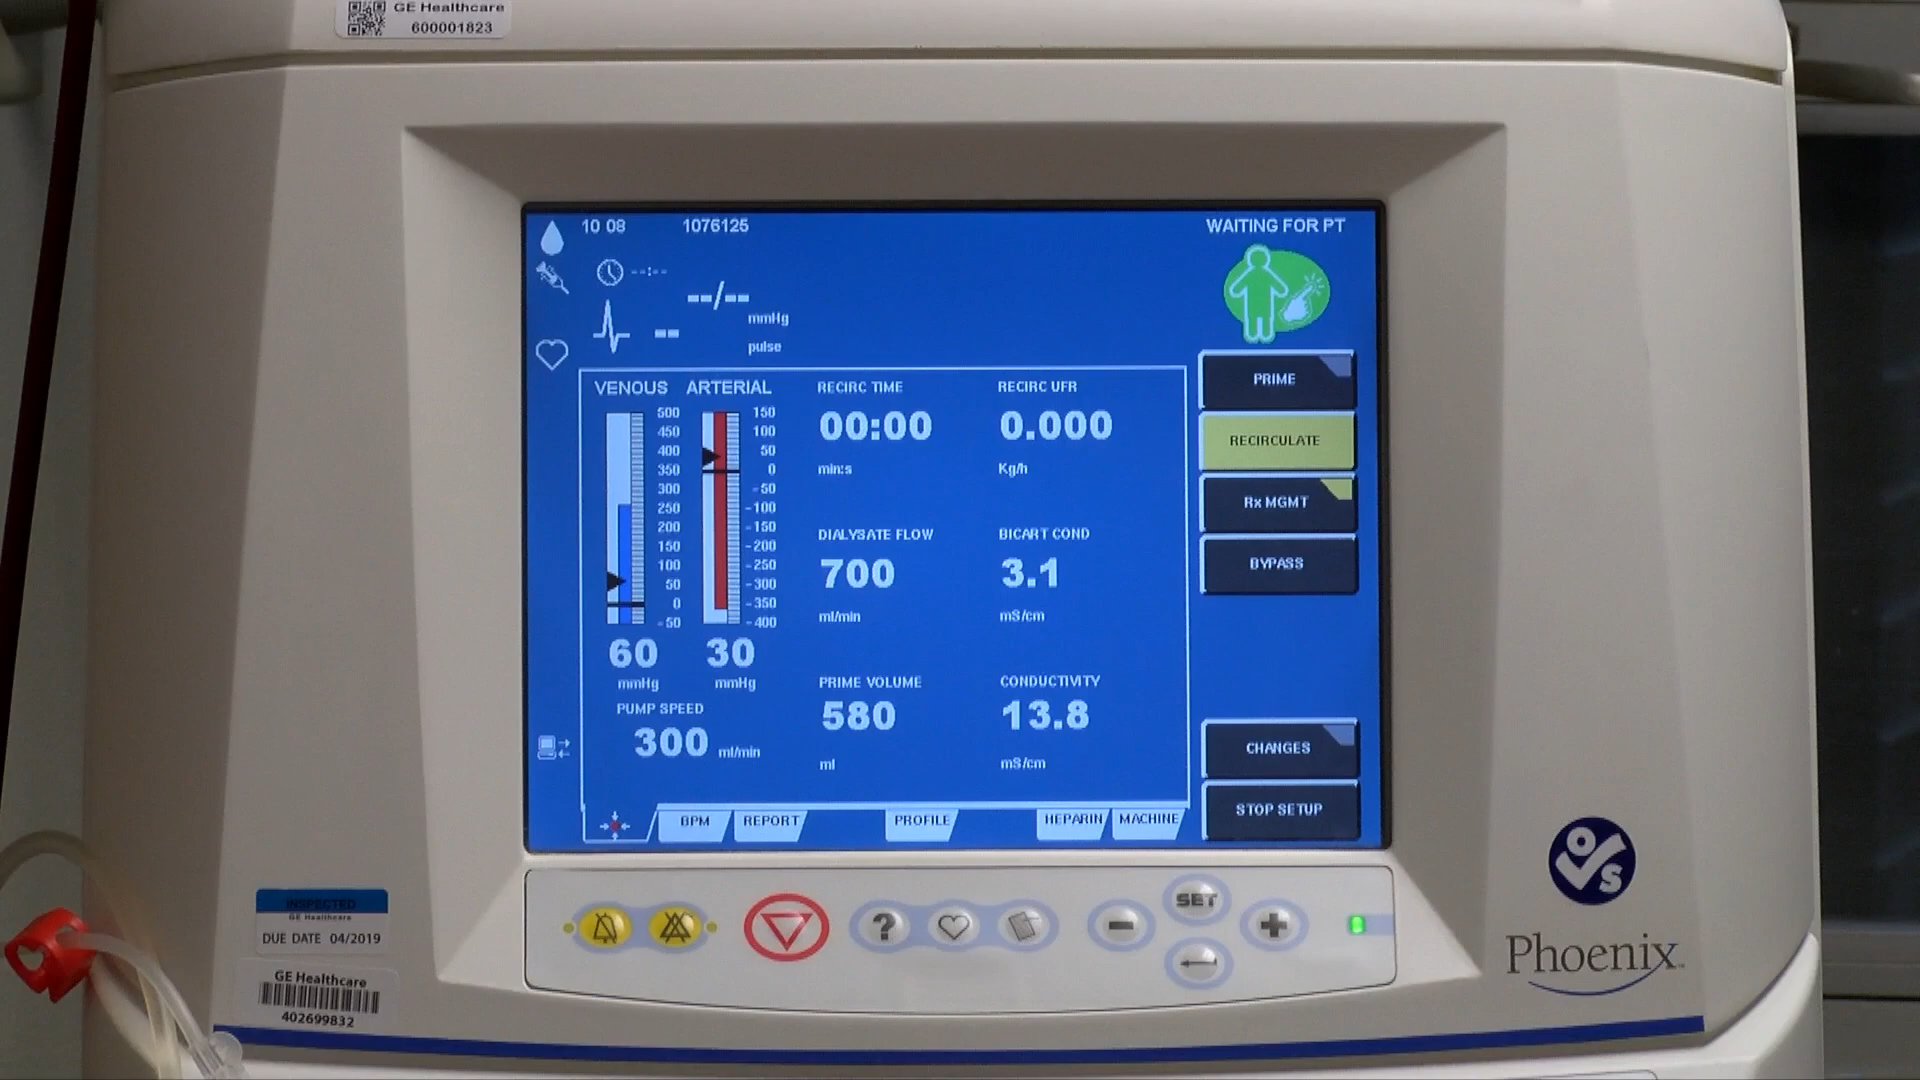 GE Healthcare
600001823
10 08
1076125
WAITING FOR PT
--:--
--/--
mmHg
--
pulse
VENOUS
ARTERIAL
500
450
400
350
300
250
200
150
100
50
0
-50
150
100
50
0
-50
-100
-150
-200
-250
-300
-350
-400
60
mmHg
30
mmHg
PUMP SPEED
300 ml/min
RECIRC TIME
00:00
min:s
RECIRC UFR
0.000
Kg/h
DIALYSATE FLOW
700
ml/min
BICART COND
3.1
mS/cm
PRIME VOLUME
580
ml
CONDUCTIVITY
13.8
mS/cm
PRIME
RECIRCULATE
Rx MGMT
BYPASS
CHANGES
STOP SETUP
BPM
REPORT
PROFILE
HEPARIN
MACHINE
?
-
SET
+
INSPECTED
GE Healthcare
DUE DATE 04/2019
GE Healthcare
402699832
OVS
Phoenix